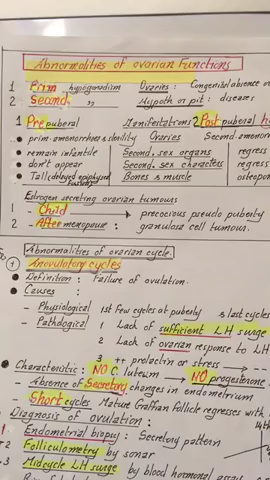 Abnormalities of ovarian Functions
1 Prim hypogonadism Ovaries: Congenital absence o
2 Second. " Hypoth or pit: diseases
1 Prepuberal Manifestations 2 Post puberal h
• prim. amenorrhea & sterility Ovaries Second. amenorr
• remain infantile Second. sex organs regress
• don't appear Second. sex characters regress
• Tall (delayed epiphyseal Bones & muscle osteopor
Estrogen secreting ovarian tumours
1 - Child → precocious pseudo puberty
2 - After menopause: granulosa cell tumour.
Abnormalities of ovarian cycle.
1 Anovulatory cycles
• Definition: Failure of ovulation.
• Causes:
- Physiological 1st few cycles at puberty & last cycles
- Pathological 1 Lack of sufficient LH surge
2 Lack of ovarian response to LH
3 ++ prolactin or stress → --
• Characteristic: NO C. luteum → NO progesterone
- Absence of Secretory changes in endometrium
Short cycles. Mature Graffian Follicle regresses with
Diagnosis of ovulation:
1 Endometrial biopsy: Secretory pattern
2 Folliculometry by sonar
3 Midcycle LH surge by blood hormonal assay